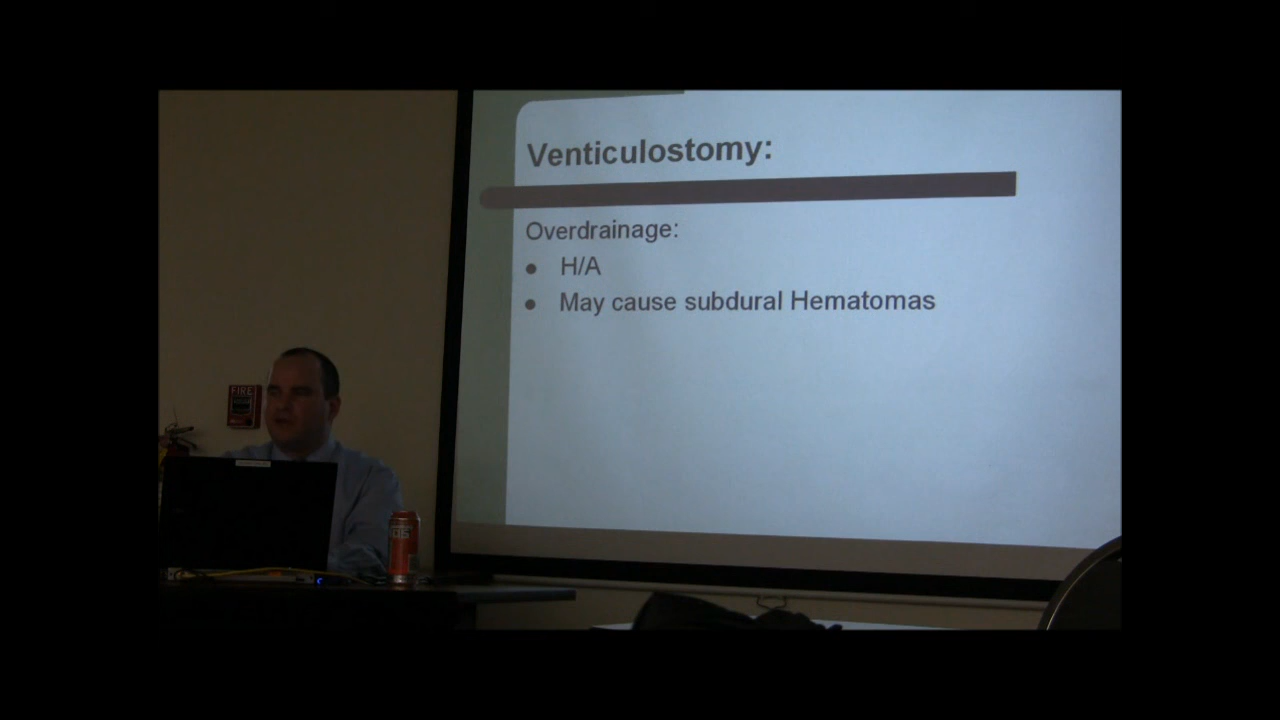 Venticulostomy:
Overdrainage:
● H/A
● May cause subdural Hematomas
FIRE